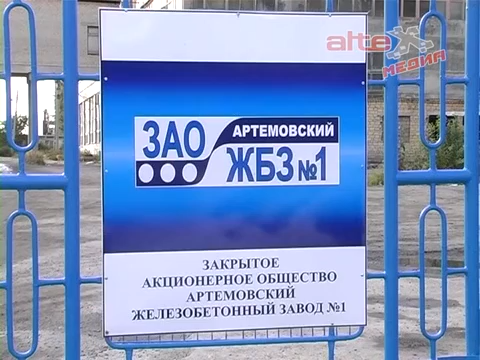 alteX
МЕДИА
ЗАО
АРТЕМОВСКИЙ
ЖБЗ №1
ЗАКРЫТОЕ
АКЦИОНЕРНОЕ ОБЩЕСТВО
АРТЕМОВСКИЙ
ЖЕЛЕЗОБЕТОННЫЙ ЗАВОД №1